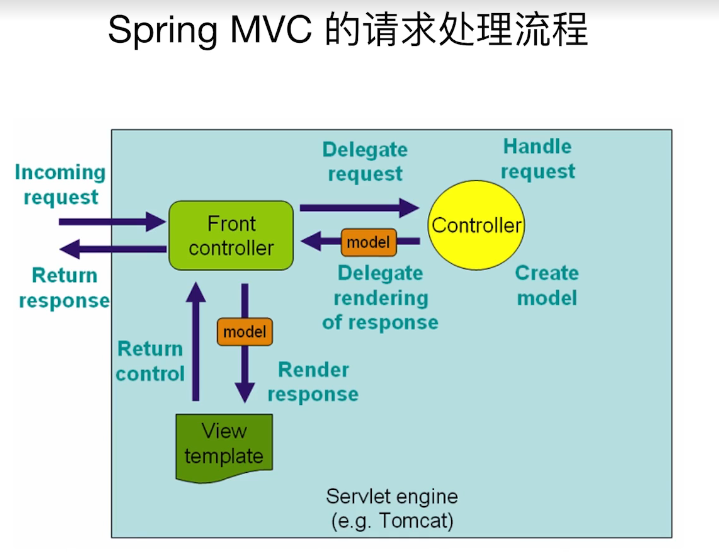 Spring MVC 的请求处理流程
Incoming
request
Return
response
Front
controller
Delegate
request
Handle
request
Controller
model
Delegate
rendering
of response
Create
model
model
Return
control
Render
response
View
template
Servlet engine
(e.g. Tomcat)